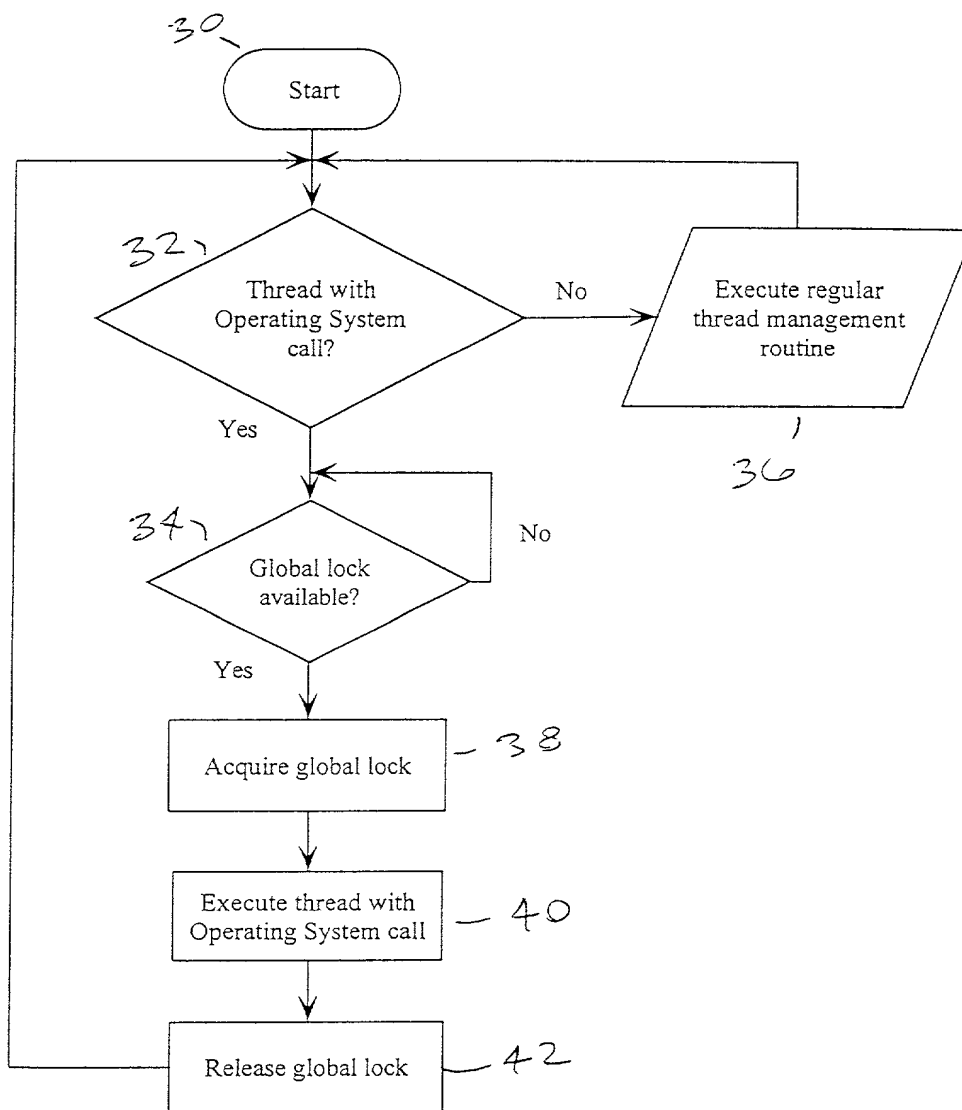 30
Start
32
Thread with
Operating System
call?
No
Execute regular
thread management
routine
36
Yes
34
Global lock
available?
No
Yes
Acquire global lock
38
Execute thread with
Operating System call
40
Release global lock
42